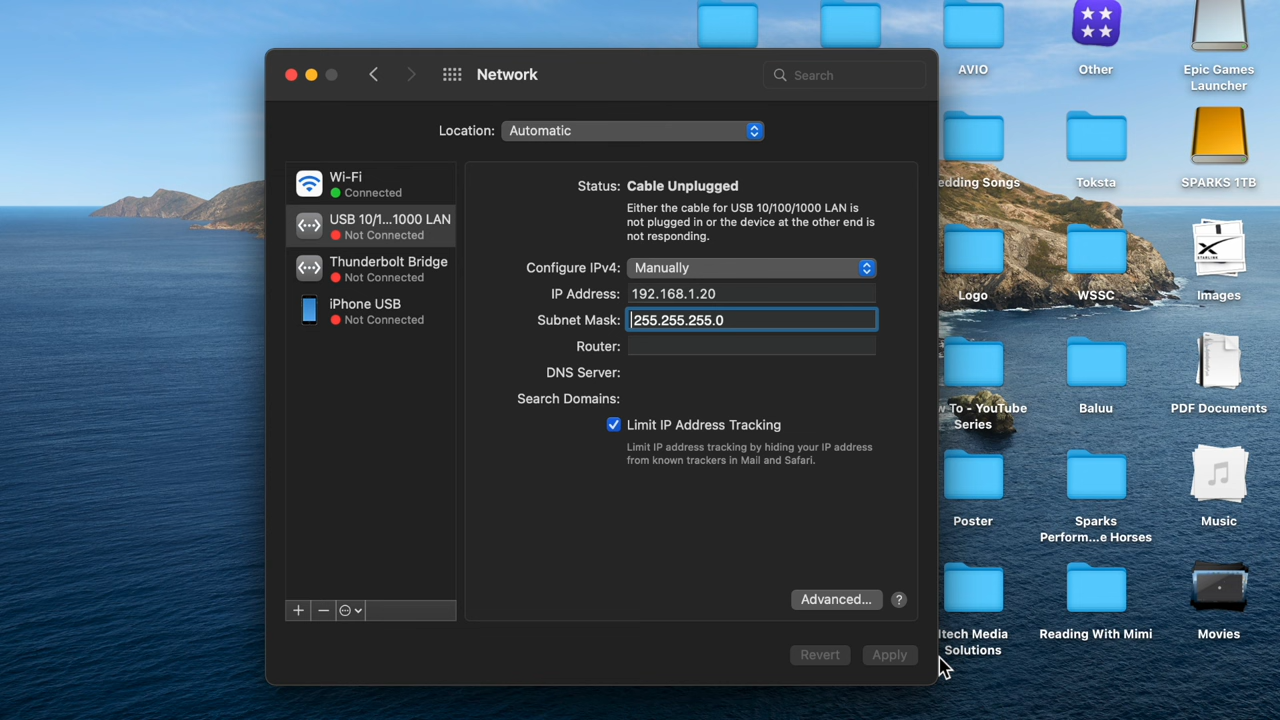 Network
Search
Location: Automatic
Wi-Fi
Connected
USB 10/1...1000 LAN
Not Connected
Thunderbolt Bridge
Not Connected
iPhone USB
Not Connected
Status: Cable Unplugged
Either the cable for USB 10/100/1000 LAN is
not plugged in or the device at the other end is
not responding.
Configure IPv4: Manually
IP Address: 192.168.1.20
Subnet Mask: 255.255.255.0
Router:
DNS Server:
Search Domains:
Limit IP Address Tracking
Limit IP address tracking by hiding your IP address
from known trackers in Mail and Safari.
Advanced... ?
Revert Apply
AVIO
Other
Epic Games
Launcher
edding Songs
Toksta
SPARKS 1TB
Logo
WSSC
STARLINK
Images
w To - YouTube
Series
Baluu
PDF Documents
Poster
Sparks
Perform...e Horses
Music
ltech Media
Solutions
Reading With Mimi
Movies